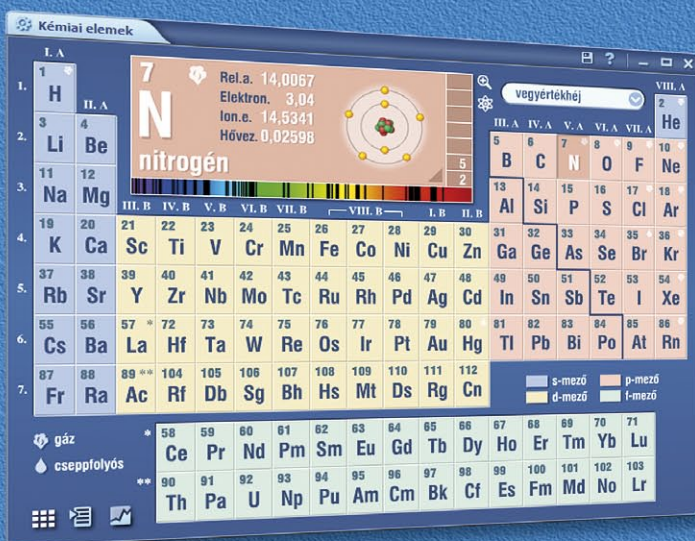 Kémiai elemek
I. A
VIII. A
1. 1 H
7 N nitrogén
Rel.a. 14,0067
Elektron. 3,04
Ion.e. 14,5341
Hővez. 0,02598
5
2
vegyértékhéj
2 He
II. A
III. A IV. A V. A VI. A VII. A
2. 3 Li 4 Be 5 B 6 C 7 N 8 O 9 F 10 Ne
3. 11 Na 12 Mg 13 Al 14 Si 15 P 16 S 17 Cl 18 Ar
III. B IV. B V. B VI. B VII. B VIII. B I. B II. B
4. 19 K 20 Ca 21 Sc 22 Ti 23 V 24 Cr 25 Mn 26 Fe 27 Co 28 Ni 29 Cu 30 Zn 31 Ga 32 Ge 33 As 34 Se 35 Br 36 Kr
5. 37 Rb 38 Sr 39 Y 40 Zr 41 Nb 42 Mo 43 Tc 44 Ru 45 Rh 46 Pd 47 Ag 48 Cd 49 In 50 Sn 51 Sb 52 Te 53 I 54 Xe
6. 55 Cs 56 Ba 57 * La 72 Hf 73 Ta 74 W 75 Re 76 Os 77 Ir 78 Pt 79 Au 80 Hg 81 Tl 82 Pb 83 Bi 84 Po 85 At 86 Rn
7. 87 Fr 88 Ra 89 ** Ac 104 Rf 105 Db 106 Sg 107 Bh 108 Hs 109 Mt 110 Ds 111 Rg 112 Cn
s-mező p-mező
d-mező f-mező
gáz
cseppfolyós
* 58 Ce 59 Pr 60 Nd 61 Pm 62 Sm 63 Eu 64 Gd 65 Tb 66 Dy 67 Ho 68 Er 69 Tm 70 Yb 71 Lu
** 90 Th 91 Pa 92 U 93 Np 94 Pu 95 Am 96 Cm 97 Bk 98 Cf 99 Es 100 Fm 101 Md 102 No 103 Lr